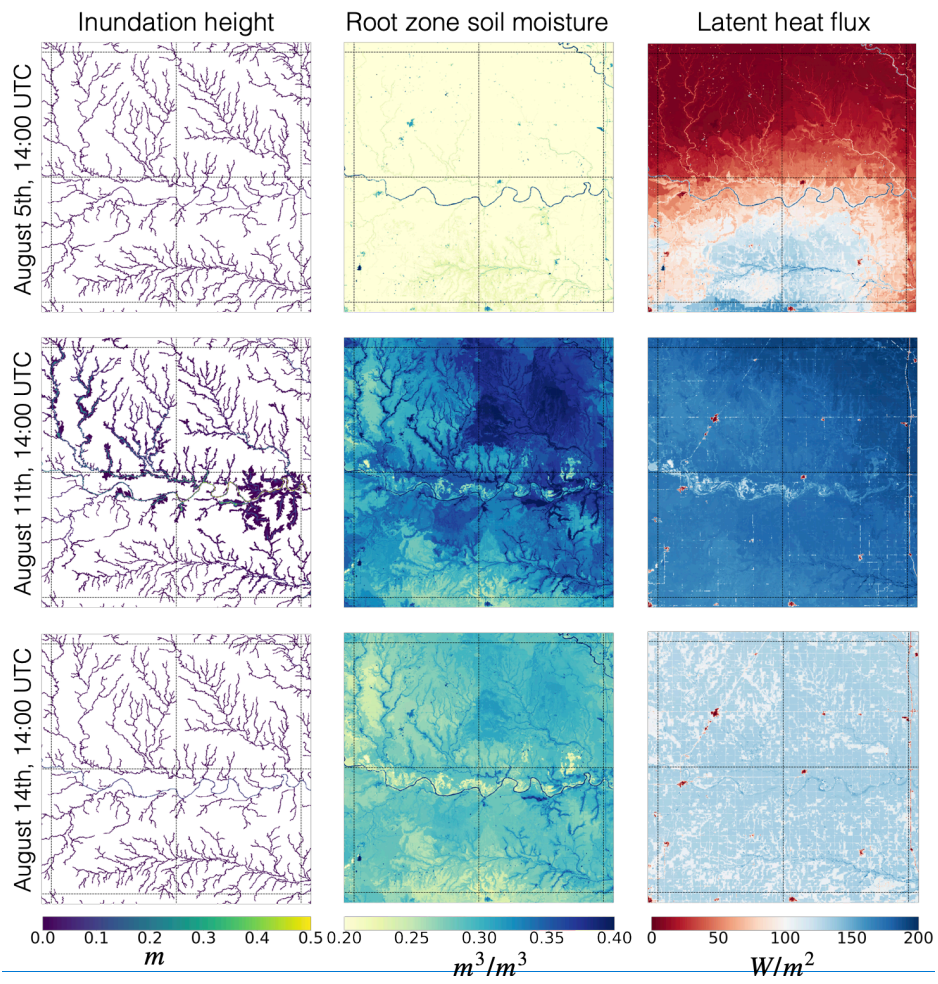 Inundation height Root zone soil moisture Latent heat flux
August 5th, 14:00 UTC
August 11th, 14:00 UTC
August 14th, 14:00 UTC
0.0 0.1 0.2 0.3 0.4 0.5 0.20 0.25 0.30 0.35 0.40 0 50 100 150 200
m m³/m³ W/m²